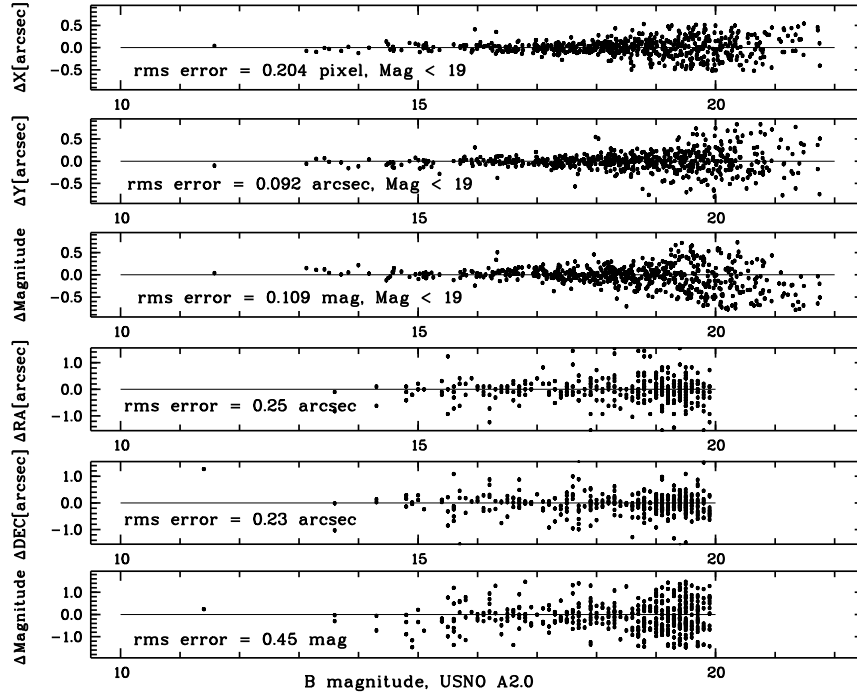 ΔX[arcsec]
0.5
0.0
−0.5
rms error = 0.204 pixel, Mag < 19
10 15 20
ΔY[arcsec]
0.5
0.0
−0.5
rms error = 0.092 arcsec, Mag < 19
10 15 20
ΔMagnitude
0.5
0.0
−0.5
rms error = 0.109 mag, Mag < 19
10 15 20
ΔRA[arcsec]
1.0
0.0
−1.0
rms error = 0.25 arcsec
10 15 20
ΔDEC[arcsec]
1.0
0.0
−1.0
rms error = 0.23 arcsec
10 15 20
ΔMagnitude
1.0
0.0
−1.0
rms error = 0.45 mag
10 15 20
B magnitude, USNO A2.0